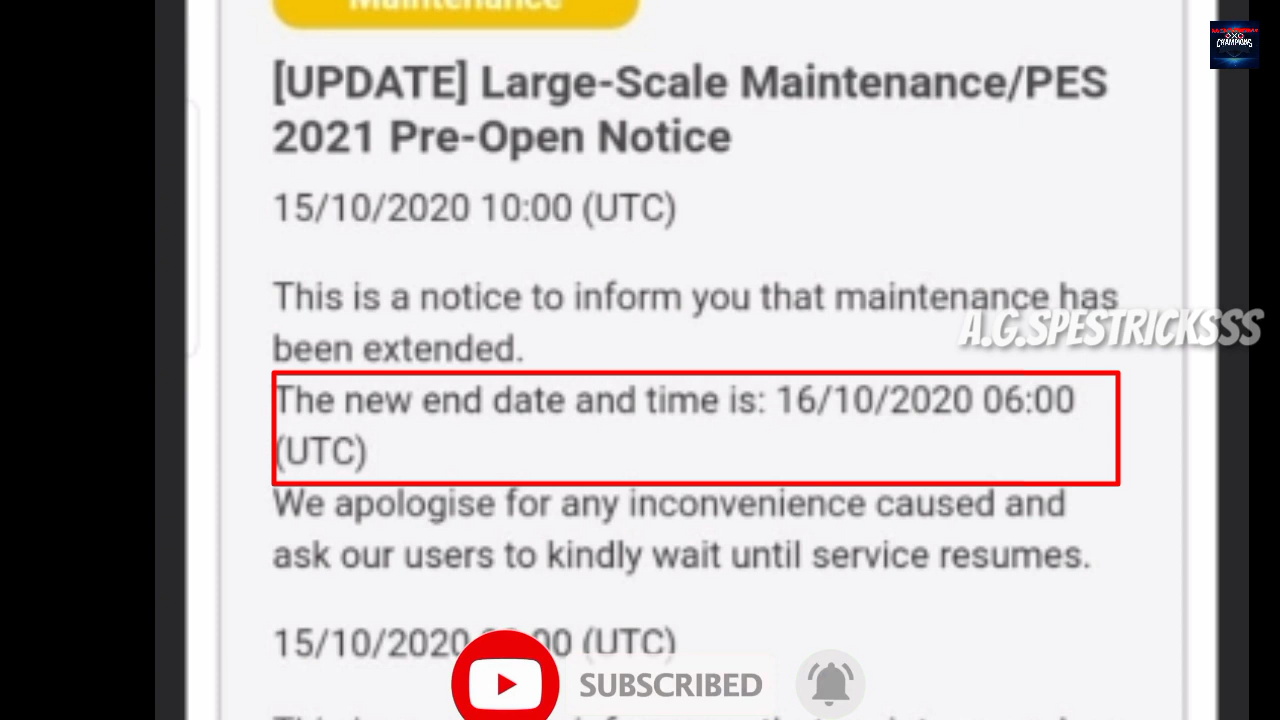 Maintenance
[UPDATE] Large-Scale Maintenance/PES
2021 Pre-Open Notice
15/10/2020 10:00 (UTC)
This is a notice to inform you that maintenance has
been extended.
A.G.SPESTRICKSSS
The new end date and time is: 16/10/2020 06:00
(UTC)
We apologise for any inconvenience caused and
ask our users to kindly wait until service resumes.
15/10/2020 (UTC)
SUBSCRIBED
CHAMPIONS